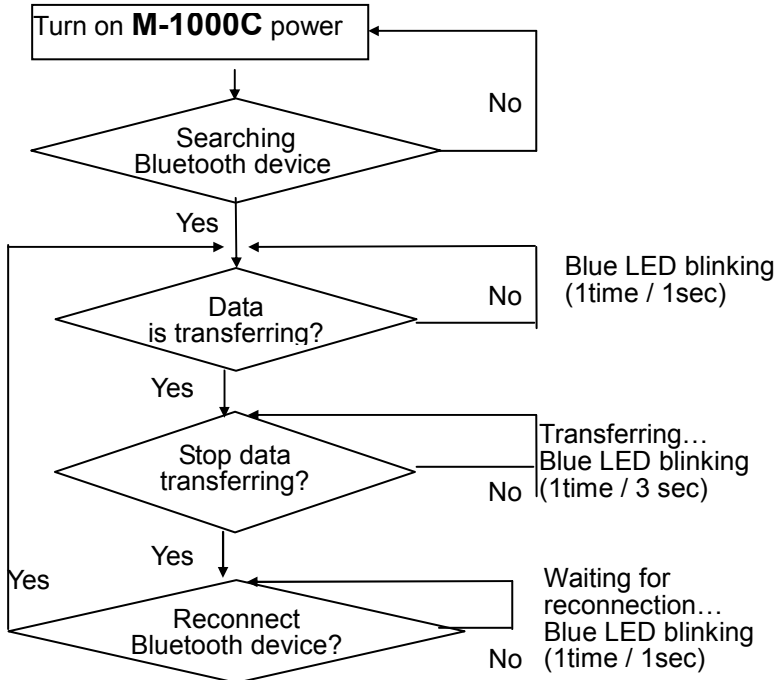 Turn on M-1000C power
No
Searching
Bluetooth device
Yes
Blue LED blinking
(1time / 1sec)
No
Data
is transferring?
Yes
Transferring…
Blue LED blinking
(1time / 3 sec)
Stop data
transferring?
No
Yes
Yes
Waiting for
reconnection…
Blue LED blinking
(1time / 1sec)
Reconnect
Bluetooth device?
No